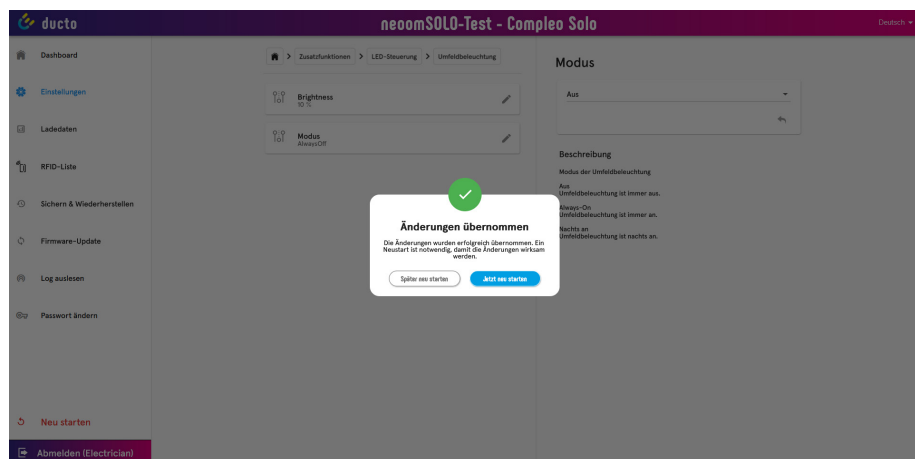 ducto
neoomSOLO-Test - Compleo Solo
Deutsch
Dashboard
Einstellungen
Ladedaten
RFID-Liste
Sichern & Wiederherstellen
Firmware-Update
Log auslesen
Passwort ändern
Neu starten
Abmelden (Electrician)
> Zusatzfunktionen > LED-Steuerung > Umfeldbeleuchtung
Brightness
10 %
Modus
AlwaysOff
Modus
Aus
Beschreibung
Modus der Umfeldbeleuchtung
Aus
Umfeldbeleuchtung ist immer aus.
Always-On
Umfeldbeleuchtung ist immer an.
Nachts an
Umfeldbeleuchtung ist nachts an.
Änderungen übernommen
Die Änderungen wurden erfolgreich übernommen. Ein
Neustart ist notwendig, damit die Änderungen wirksam
werden.
Später neu starten
Jetzt neu starten